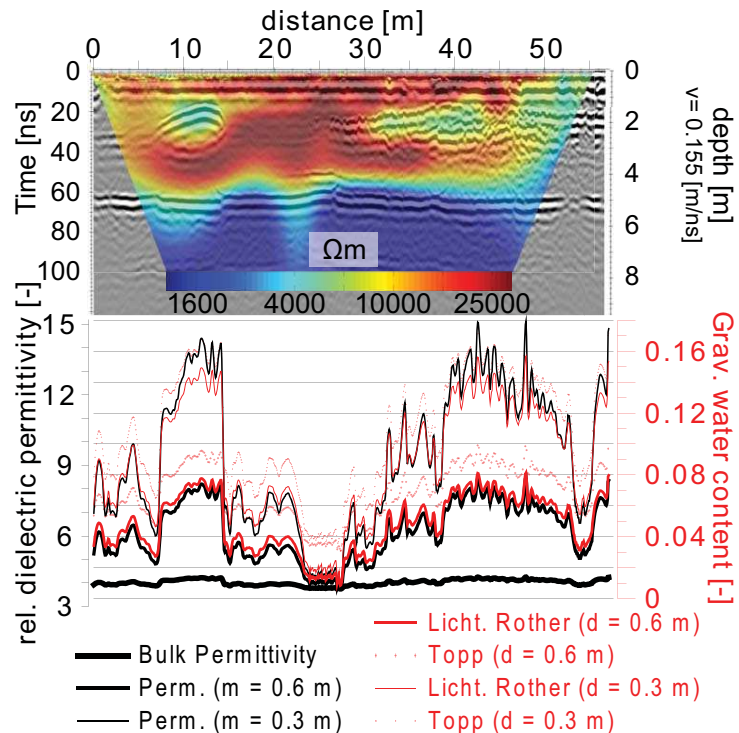 distance [m]
0 10 20 30 40 50
0
20
40
60
80
100
Time [ns]
0
2
4
6
8
depth [m]
v= 0.155 [m/ns]
Ωm
1600 4000 10000 25000
15
12
9
6
3
rel. dielectric permittivity [-]
0.16
0.12
0.08
0.04
0
Grav. water content [-]
Bulk Permittivity
Perm. (m = 0.6 m)
Perm. (m = 0.3 m)
Licht. Rother (d = 0.6 m)
Topp (d = 0.6 m)
Licht. Rother (d = 0.3 m)
Topp (d = 0.3 m)